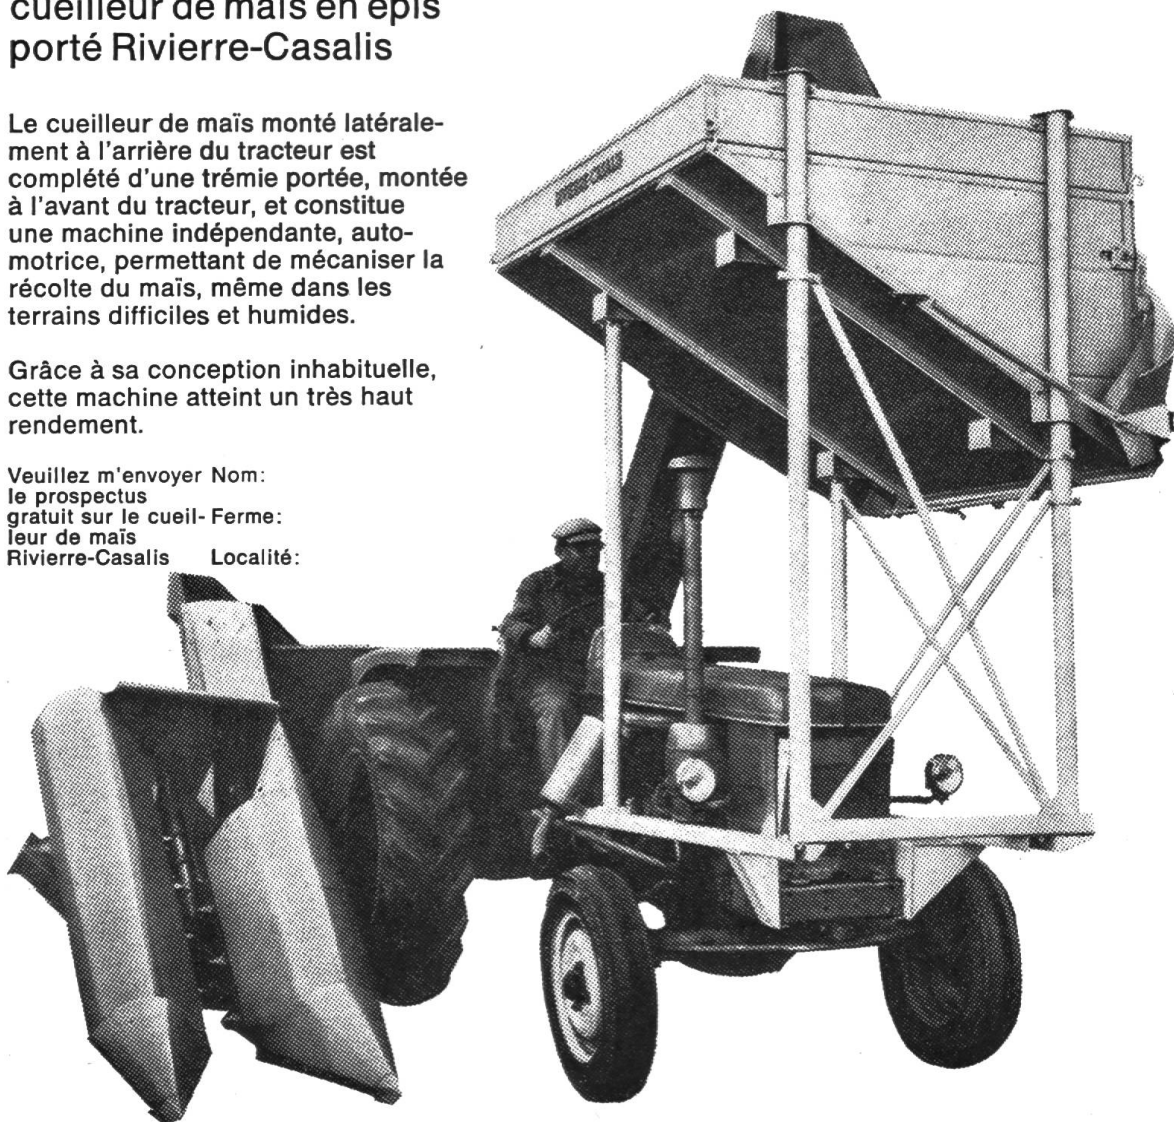 cueilleur de maïs en épis
porté Rivierre-Casalis
Le cueilleur de maïs monté latérale-
ment à l'arrière du tracteur est
complété d'une trémie portée, montée
à l'avant du tracteur, et constitue
une machine indépendante, auto-
motrice, permettant de mécaniser la
récolte du maïs, même dans les
terrains difficiles et humides.
Grâce à sa conception inhabituelle,
cette machine atteint un très haut
rendement.
Veuillez m'envoyer Nom:
le prospectus
gratuit sur le cueil- Ferme:
leur de maïs
Rivierre-Casalis Localité:
RIVIERRE-CASALIS